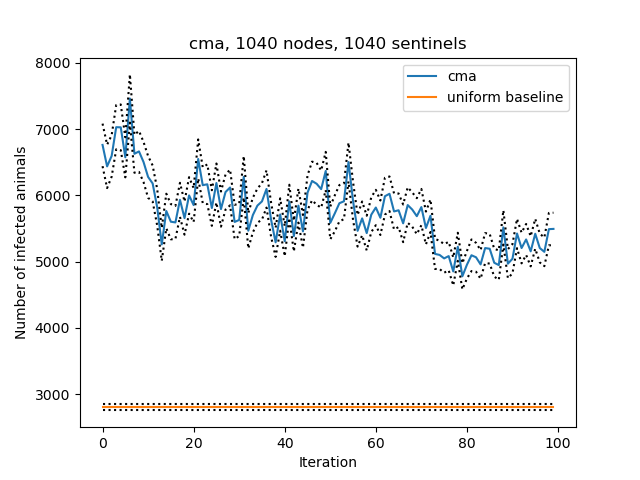 cma, 1040 nodes, 1040 sentinels
8000
7000
6000
5000
4000
3000
Number of infected animals
cma
uniform baseline
0 20 40 60 80 100
Iteration